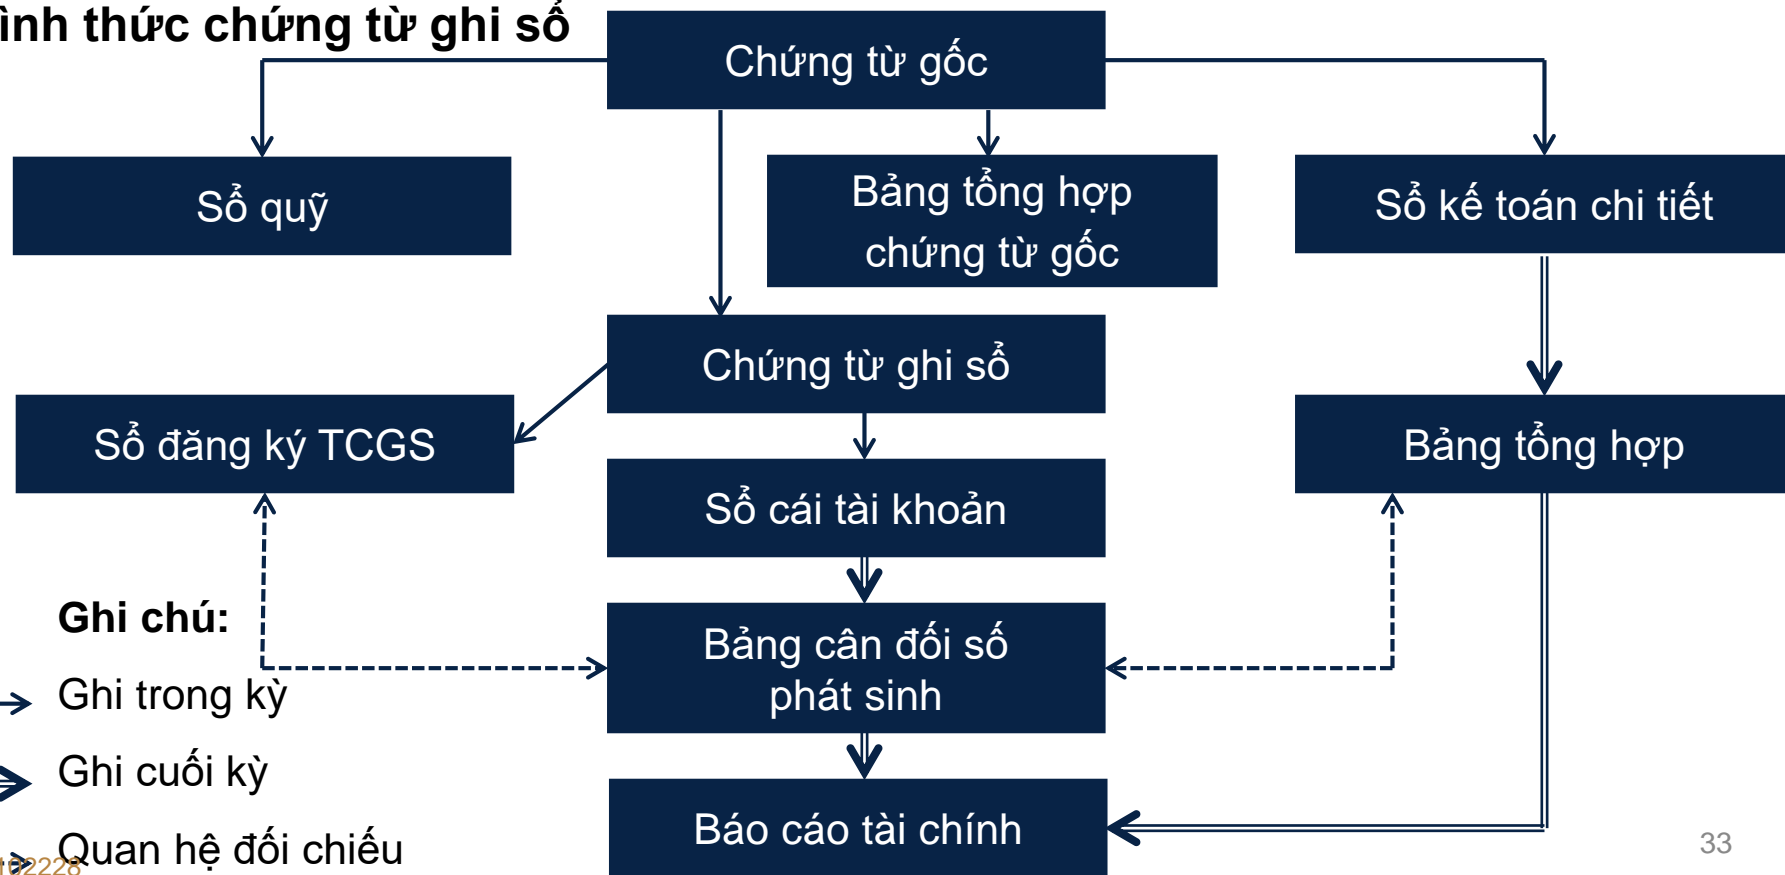 ình thức chứng từ ghi sổ
Chứng từ gốc
Sổ quỹ
Bảng tổng hợp
chứng từ gốc
Sổ kế toán chi tiết
Chứng từ ghi sổ
Sổ đăng ký TCGS
Bảng tổng hợp
Sổ cái tài khoản
Ghi chú:
Bảng cân đối số
phát sinh
Ghi trong kỳ
Ghi cuối kỳ
Báo cáo tài chính
Quan hệ đối chiếu
33
102228